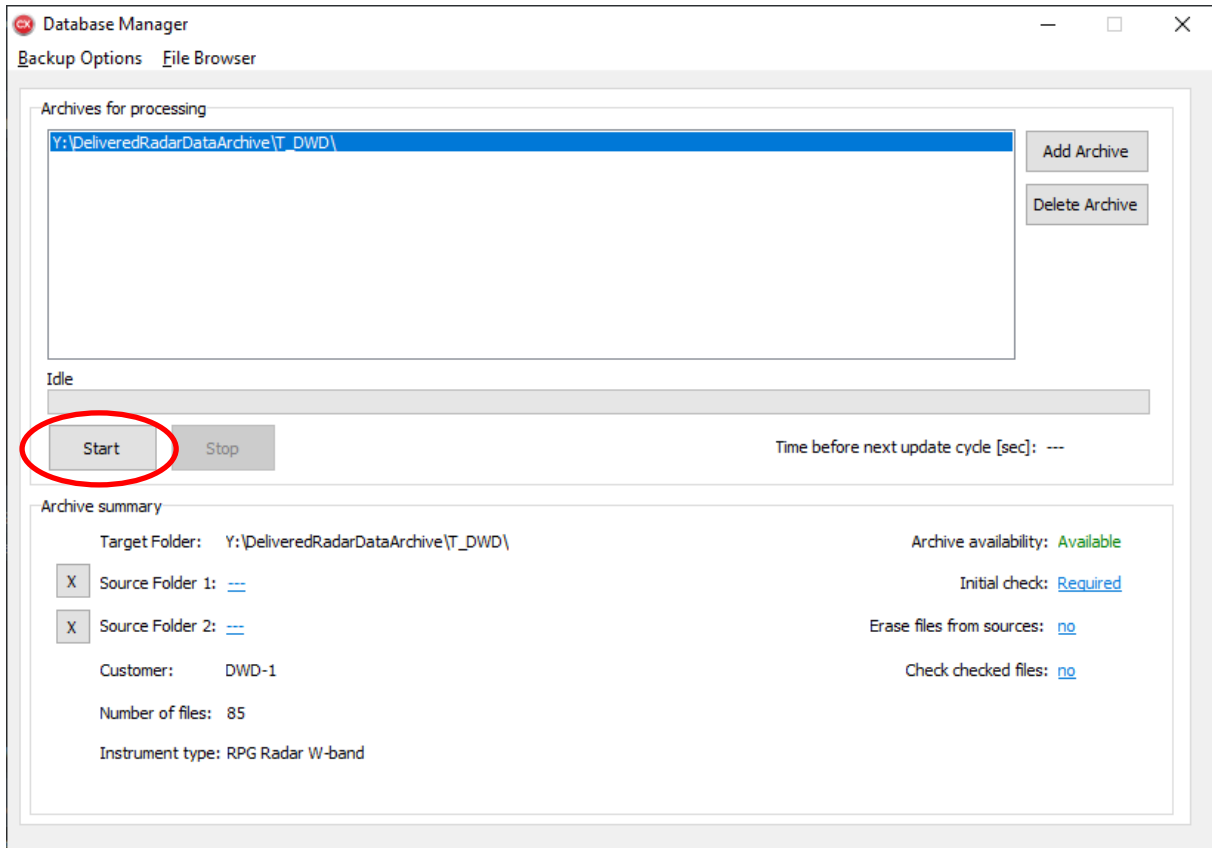 CX Database Manager
Backup Options File Browser
Archives for processing
Y:\DeliveredRadarDataArchive\T_DWD\
Add Archive
Delete Archive
Idle
Start Stop Time before next update cycle [sec]: ---
Archive summary
Target Folder: Y:\DeliveredRadarDataArchive\T_DWD\ Archive availability: Available
X Source Folder 1: --- Initial check: Required
X Source Folder 2: --- Erase files from sources: no
Customer: DWD-1 Check checked files: no
Number of files: 85
Instrument type: RPG Radar W-band